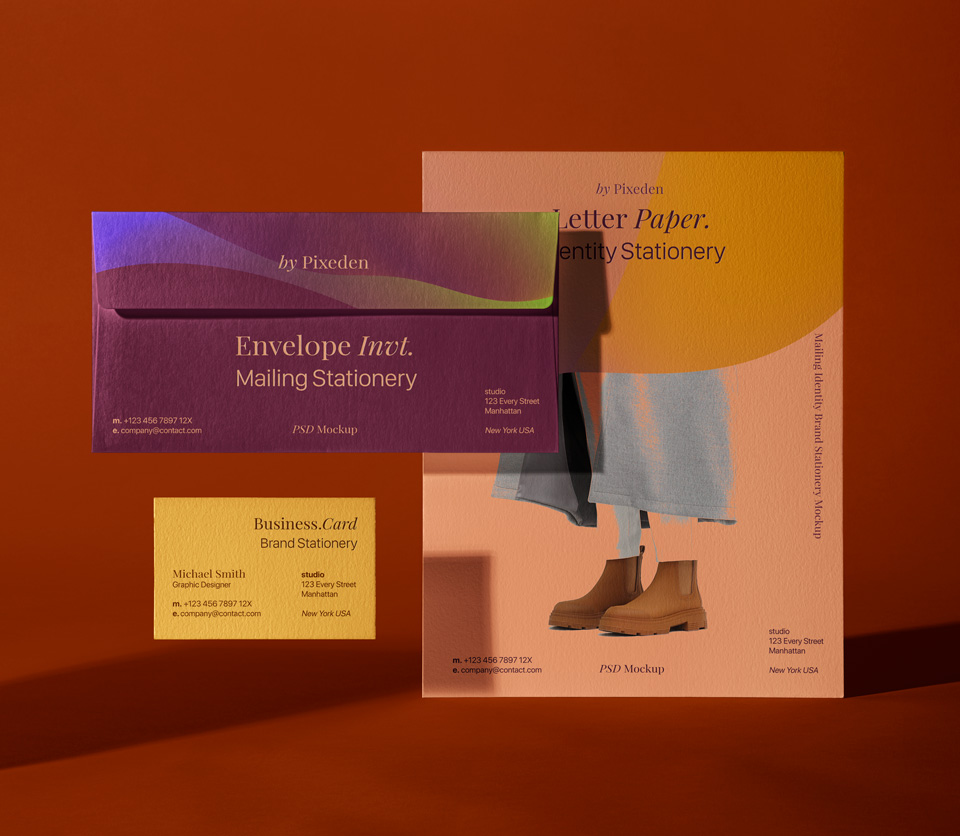 by Pixeden
Letter Paper.
entity Stationery
Mailing Identity Brand Stationery Mockup
m. +123 456 7897 12X
e. company@contact.com
PSD Mockup
studio
123 Every Street
Manhattan
New York USA
by Pixeden
Envelope Invt.
Mailing Stationery
m. +123 456 7897 12X
e. company@contact.com
PSD Mockup
studio
123 Every Street
Manhattan
New York USA
Business.Card
Brand Stationery
Michael Smith
Graphic Designer
m. +123 456 7897 12X
e. company@contact.com
studio
123 Every Street
Manhattan
New York USA